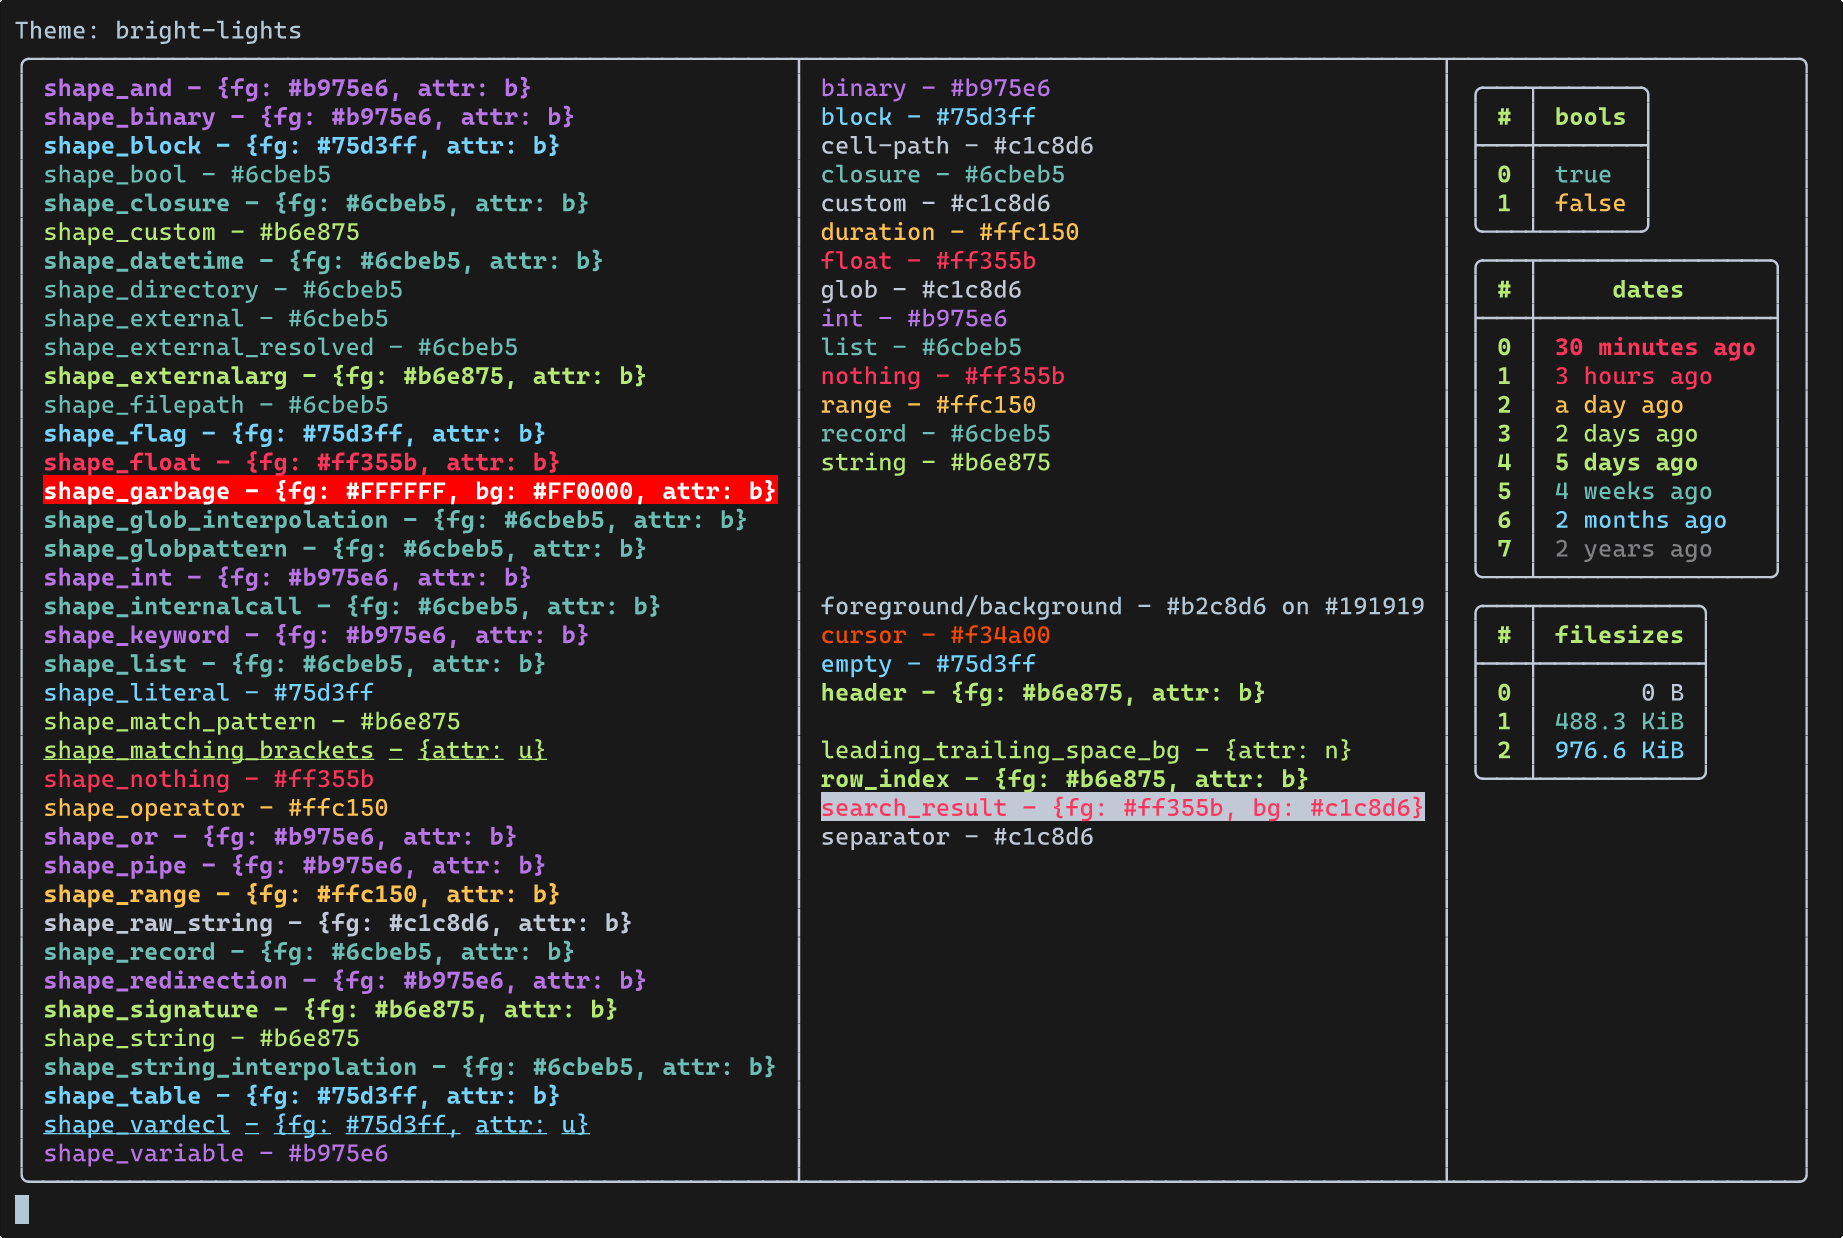 Theme: bright-lights
shape_and - {fg: #b975e6, attr: b}
shape_binary - {fg: #b975e6, attr: b}
shape_block - {fg: #75d3ff, attr: b}
shape_bool - #6cbeb5
shape_closure - {fg: #6cbeb5, attr: b}
shape_custom - #b6e875
shape_datetime - {fg: #6cbeb5, attr: b}
shape_directory - #6cbeb5
shape_external - #6cbeb5
shape_external_resolved - #6cbeb5
shape_externalarg - {fg: #b6e875, attr: b}
shape_filepath - #6cbeb5
shape_flag - {fg: #75d3ff, attr: b}
shape_float - {fg: #ff355b, attr: b}
shape_garbage - {fg: #FFFFFF, bg: #FF0000, attr: b}
shape_glob_interpolation - {fg: #6cbeb5, attr: b}
shape_globpattern - {fg: #6cbeb5, attr: b}
shape_int - {fg: #b975e6, attr: b}
shape_internalcall - {fg: #6cbeb5, attr: b}
shape_keyword - {fg: #b975e6, attr: b}
shape_list - {fg: #6cbeb5, attr: b}
shape_literal - #75d3ff
shape_match_pattern - #b6e875
shape_matching_brackets - {attr: u}
shape_nothing - #ff355b
shape_operator - #ffc150
shape_or - {fg: #b975e6, attr: b}
shape_pipe - {fg: #b975e6, attr: b}
shape_range - {fg: #ffc150, attr: b}
shape_raw_string - {fg: #c1c8d6, attr: b}
shape_record - {fg: #6cbeb5, attr: b}
shape_redirection - {fg: #b975e6, attr: b}
shape_signature - {fg: #b6e875, attr: b}
shape_string - #b6e875
shape_string_interpolation - {fg: #6cbeb5, attr: b}
shape_table - {fg: #75d3ff, attr: b}
shape_vardecl - {fg: #75d3ff, attr: u}
shape_variable - #b975e6
binary - #b975e6
block - #75d3ff
cell-path - #c1c8d6
closure - #6cbeb5
custom - #c1c8d6
duration - #ffc150
float - #ff355b
glob - #c1c8d6
int - #b975e6
list - #6cbeb5
nothing - #ff355b
range - #ffc150
record - #6cbeb5
string - #b6e875
foreground/background - #b2c8d6 on #191919
cursor - #f34a00
empty - #75d3ff
header - {fg: #b6e875, attr: b}
leading_trailing_space_bg - {attr: n}
row_index - {fg: #b6e875, attr: b}
search_result - {fg: #ff355b, bg: #c1c8d6}
separator - #c1c8d6
# bools
0 true
1 false
# dates
0 30 minutes ago
1 3 hours ago
2 a day ago
3 2 days ago
4 5 days ago
5 4 weeks ago
6 2 months ago
7 2 years ago
# filesizes
0 0 B
1 488.3 KiB
2 976.6 KiB